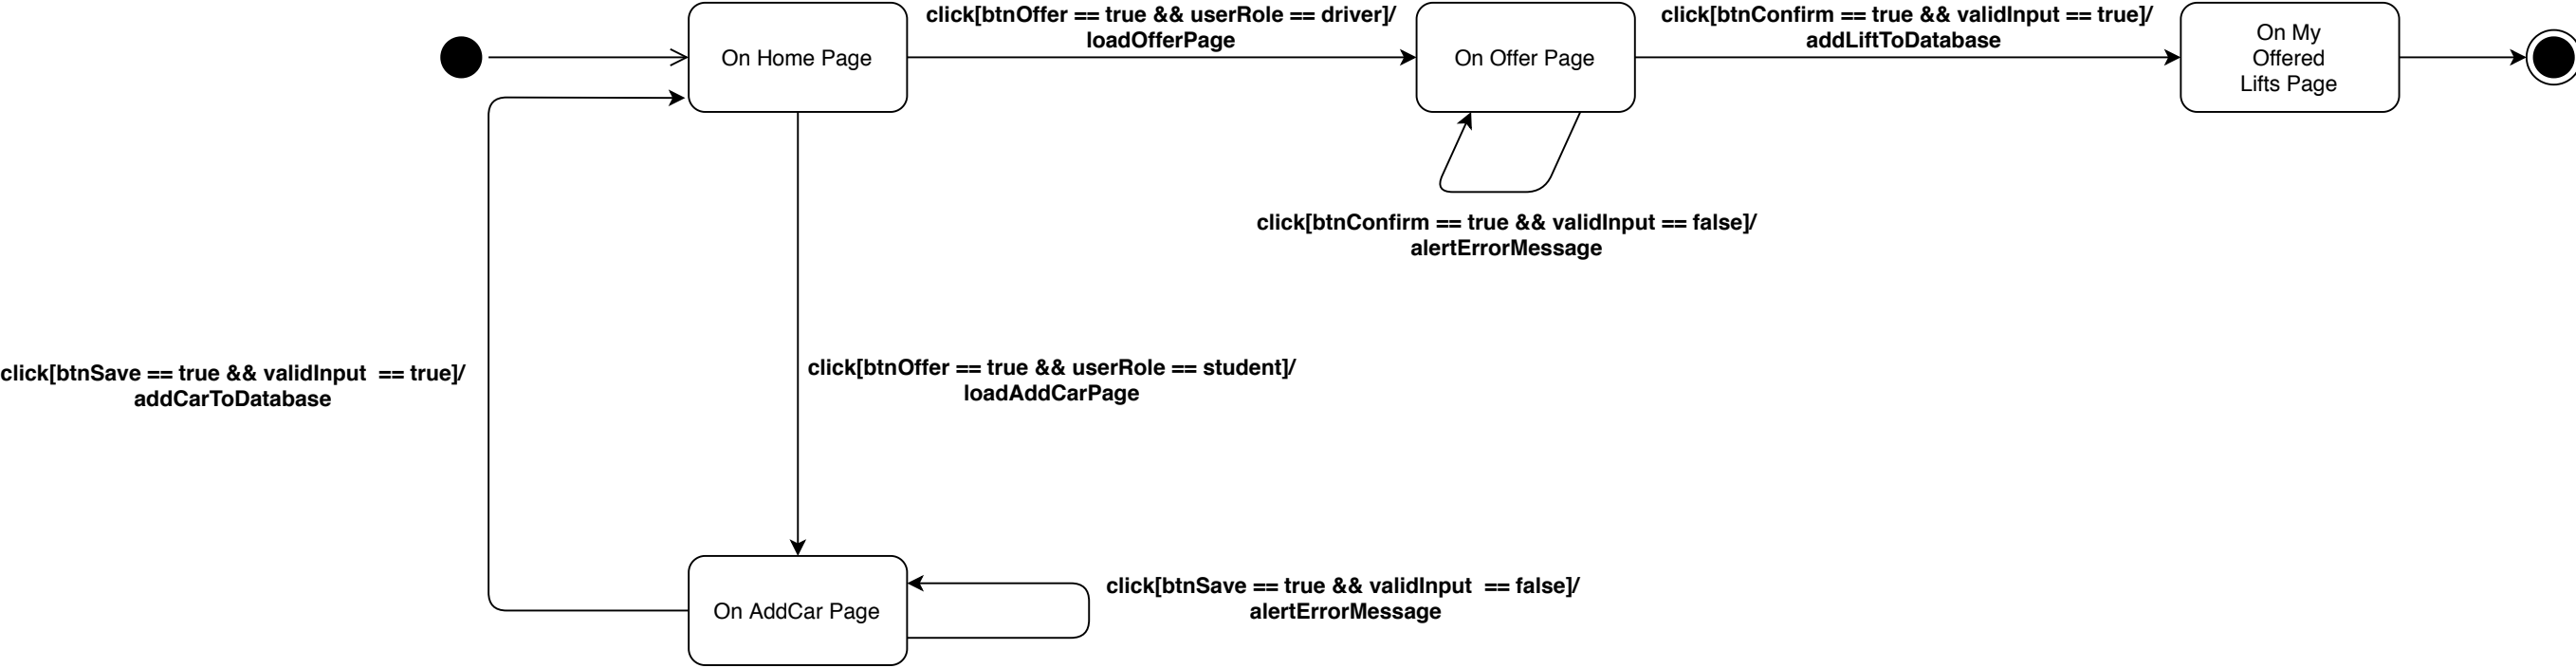 click[btnOffer == true && userRole == driver]/
loadOfferPage
click[btnConfirm == true && validInput == true]/
addLiftToDatabase
On Home Page
On Offer Page
On My
Offered
Lifts Page
click[btnConfirm == true && validInput == false]/
alertErrorMessage
click[btnSave == true && validInput  == true]/
addCarToDatabase
click[btnOffer == true && userRole == student]/
loadAddCarPage
On AddCar Page
click[btnSave == true && validInput  == false]/
alertErrorMessage